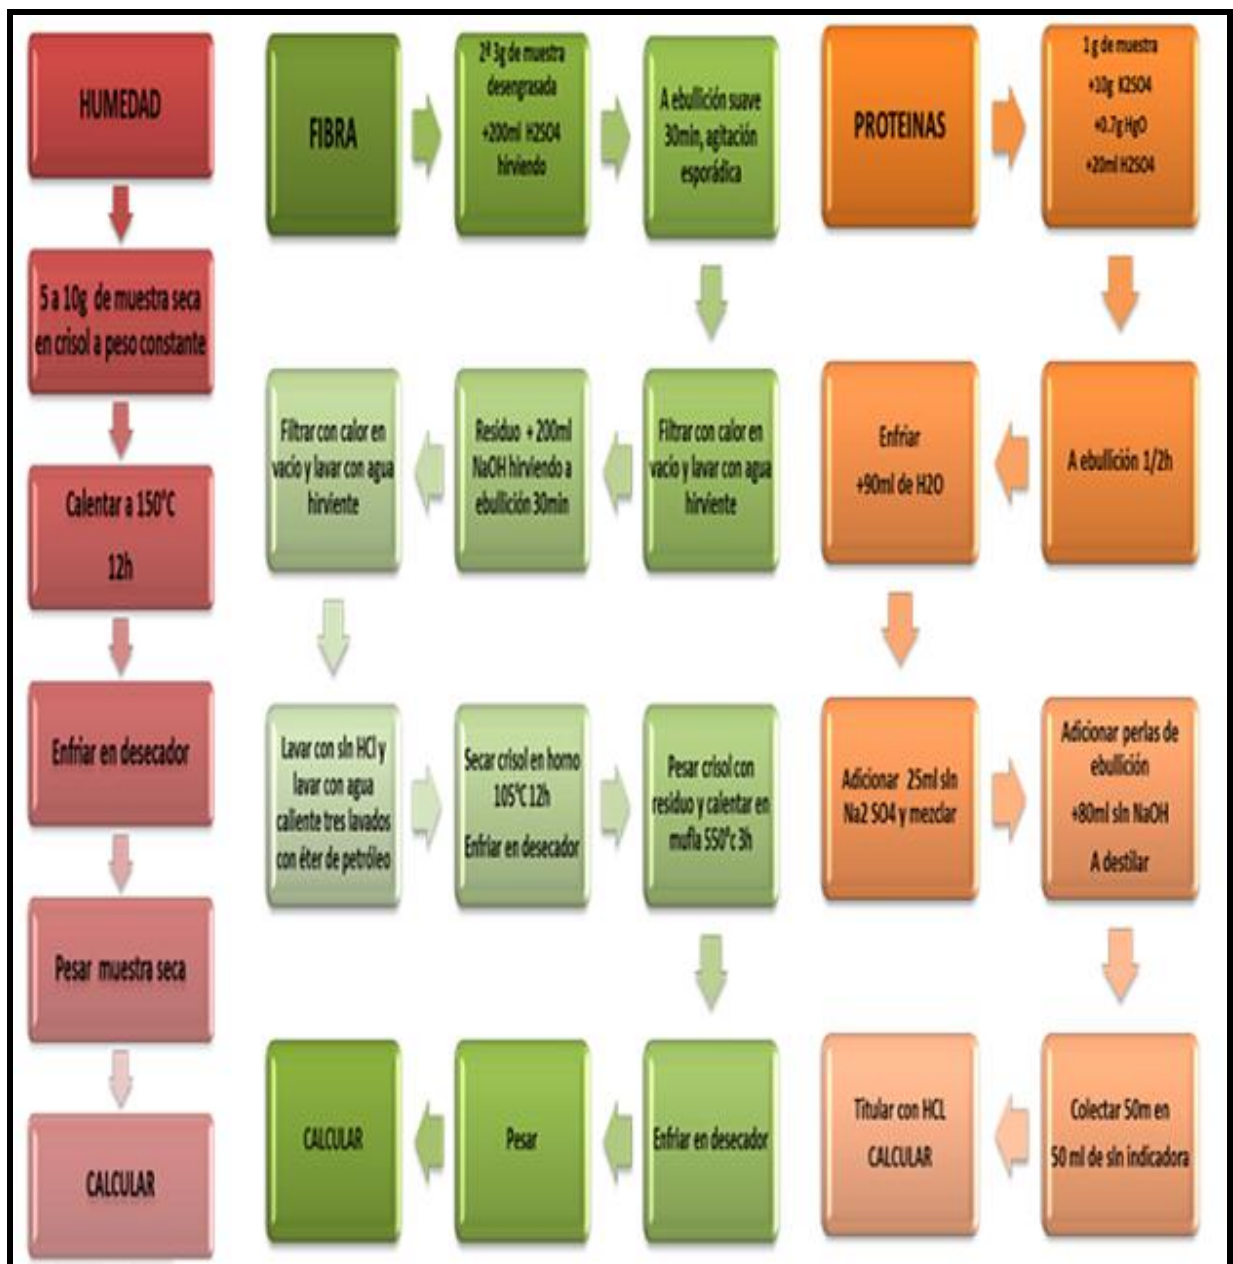 HUMEDAD
5 a 10g de muestra seca
en crisol a peso constante
Calentar a 150°C
12h
Enfriar en desecador
Pesar muestra seca
CALCULAR
FIBRA
2ª 3g de muestra
desengrasada
+200ml H2SO4
hirviendo
A ebullición suave
30min, agitación
esporádica
Filtrar con calor en
vacío y lavar con agua
hirviente
Residuo + 200ml
NaOH hirviendo a
ebullición 30min
Filtrar con calor en
vacío y lavar con agua
hirviente
Lavar con sln HCl y
lavar con agua
caliente tres lavados
con éter de petróleo
Secar crisol en horno
105°C 12h
Enfriar en desecador
Pesar crisol con
residuo y calentar en
mufla 550°c 3h
Enfriar en desecador
Pesar
CALCULAR
PROTEINAS
1 g de muestra
+10g K2SO4
+0.7g HgO
+20ml H2SO4
A ebullición 1/2h
Enfriar
+90ml de H2O
Adicionar 25ml sln
Na2 SO4 y mezclar
Adicionar perlas de
ebullición
+80ml sln NaOH
A destilar
Colectar 50m en
50 ml de sln indicadora
Titular con HCL
CALCULAR